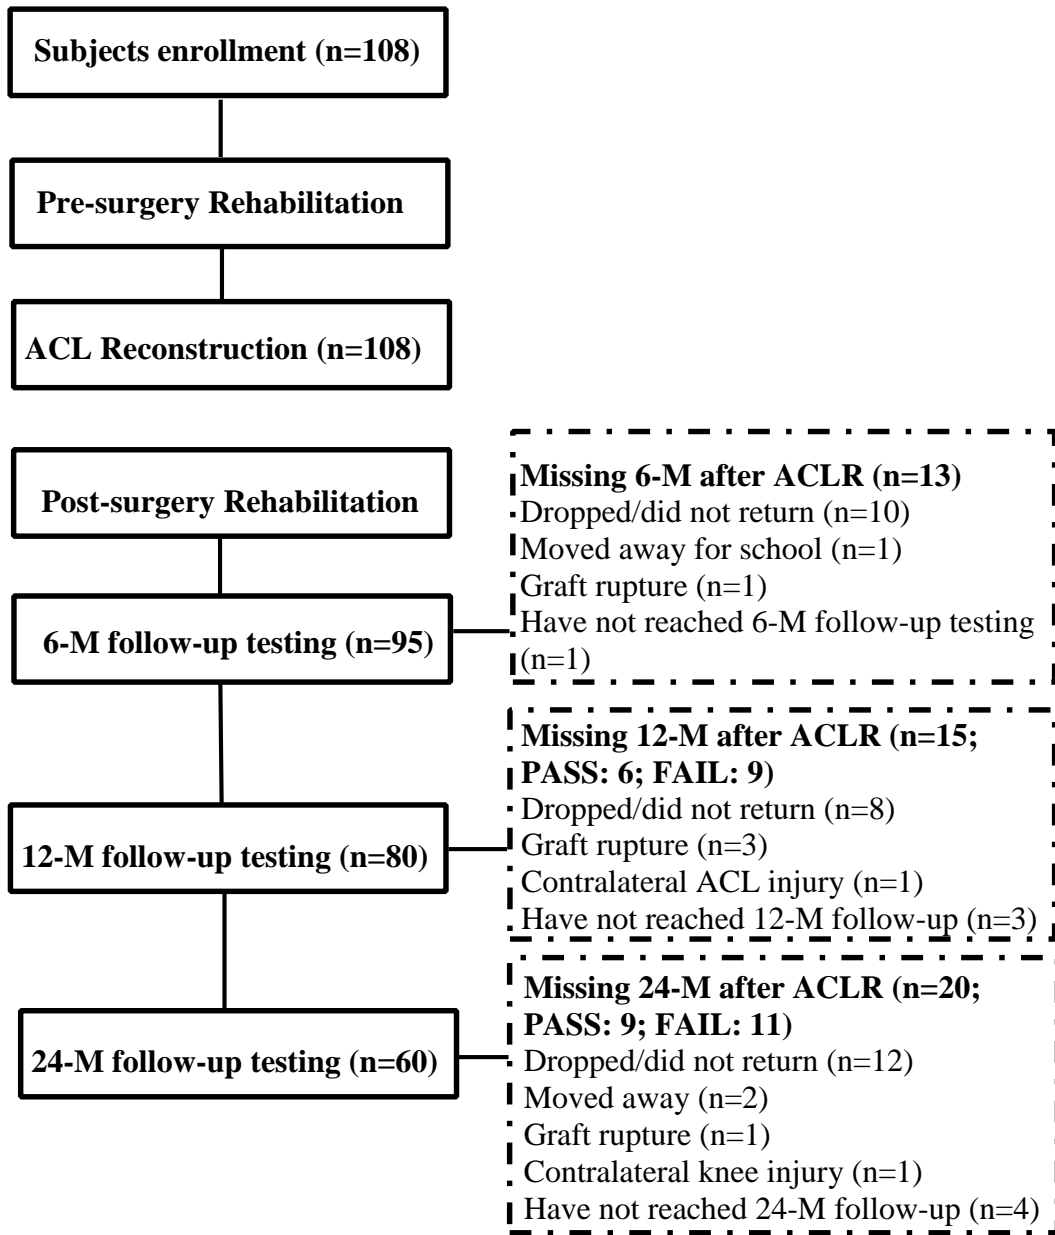 Subjects enrollment (n=108)
Pre-surgery Rehabilitation
ACL Reconstruction (n=108)
Post-surgery Rehabilitation
Missing 6-M after ACLR (n=13)
Dropped/did not return (n=10)
Moved away for school (n=1)
Graft rupture (n=1)
Have not reached 6-M follow-up testing
(n=1)
6-M follow-up testing (n=95)
Missing 12-M after ACLR (n=15;
PASS: 6; FAIL: 9)
Dropped/did not return (n=8)
Graft rupture (n=3)
Contralateral ACL injury (n=1)
Have not reached 12-M follow-up (n=3)
12-M follow-up testing (n=80)
Missing 24-M after ACLR (n=20;
PASS: 9; FAIL: 11)
Dropped/did not return (n=12)
Moved away (n=2)
Graft rupture (n=1)
Contralateral knee injury (n=1)
Have not reached 24-M follow-up (n=4)
24-M follow-up testing (n=60)